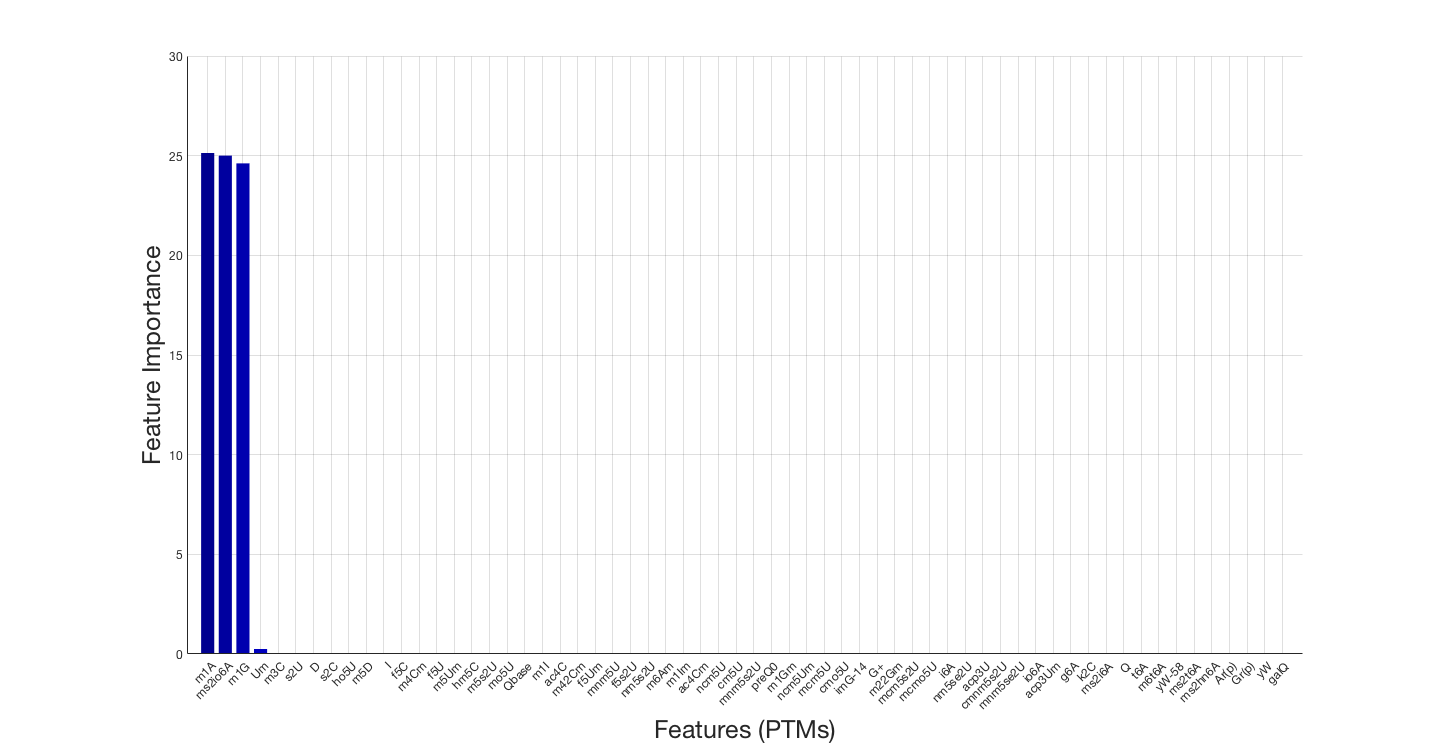 30
25
20
15
10
5
0
Feature Importance
m1A
ms2io6A
m1G
Um
m3C
s2U
D
s2C
ho5U
m5D
I
f5C
m4Cm
f5U
m5Um
hm5C
m5s2U
mo5U
Qbase
m1I
ac4C
m42Cm
f5Um
mnm5U
f5s2U
nm5s2U
m6Am
m1Im
ac4Cm
ncm5U
cm5U
mnm5s2U
preQ0
m1Gm
ncm5Um
mcm5U
cmo5U
imG-14
G+
m22Gm
mcm5s2U
mcmo5U
i6A
nm5se2U
acp3U
cmnm5s2U
mnm5se2U
io6A
acp3Um
g6A
k2C
ms2i6A
Q
t6A
m6t6A
yW-58
ms2t6A
ms2hn6A
Ar(p)
Gr(p)
yW
galQ
Features (PTMs)